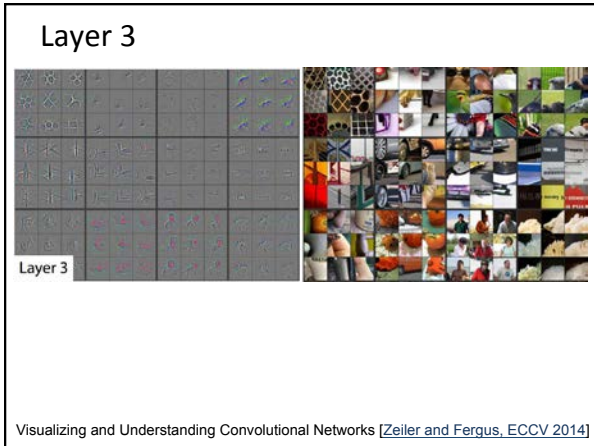 Layer 3
Layer 3
Visualizing and Understanding Convolutional Networks [Zeiler and Fergus, ECCV 2014]